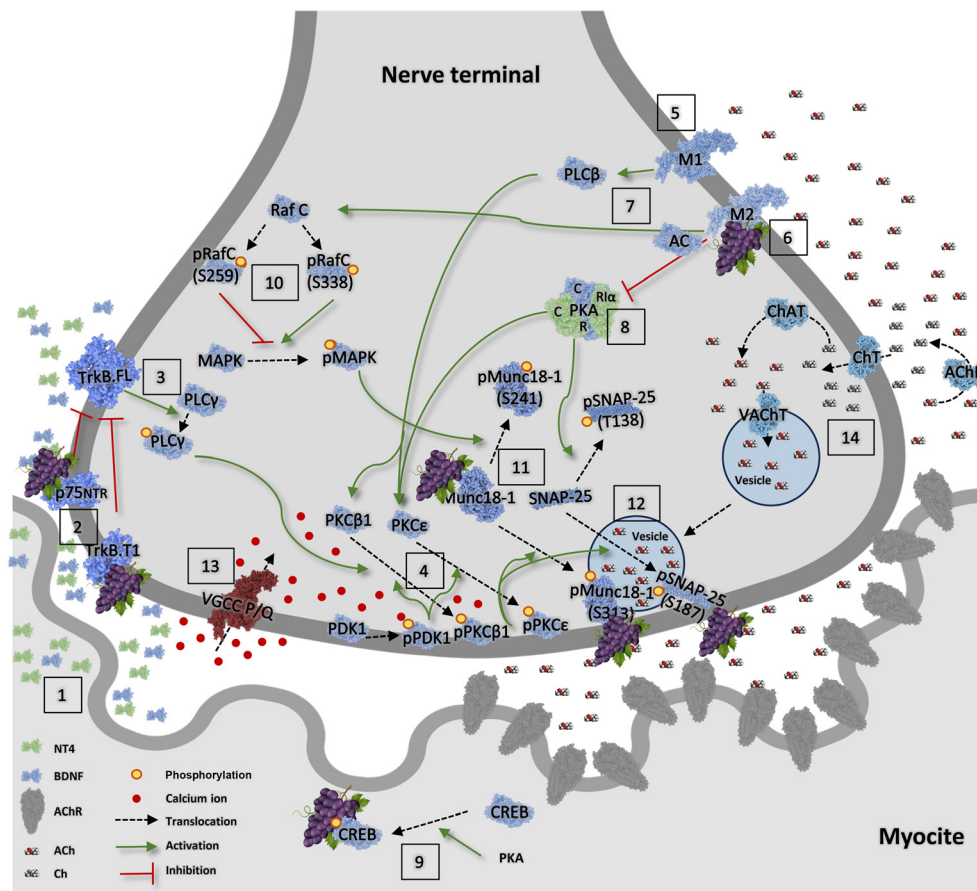 Nerve terminal
5
M1
PLCβ
7
M2
AC
6
Raf C
pRafC
(S259)
pRafC
(S338)
10
C
RIα
C
PKA
R
8
ChAT
ChT
AChE
MAPK
pMAPK
TrkB.FL
3
PLCγ
PLCγ
pMunc18-1
(S241)
pSNAP-25
(T138)
VAChT
14
Vesicle
11
Munc18-1
SNAP-25
p75NTR
2
TrkB.T1
PKCβ1
PKCε
12
Vesicle
13
VGCC P/Q
4
pMunc18-1
(S313)
pSNAP-25
(S187)
PDK1
pPDK1
pPKCβ1
pPKCε
1
NT4
BDNF
AChR
ACh
Ch
Phosphorylation
Calcium ion
Translocation
Activation
Inhibition
CREB
CREB
9
PKA
Myocite